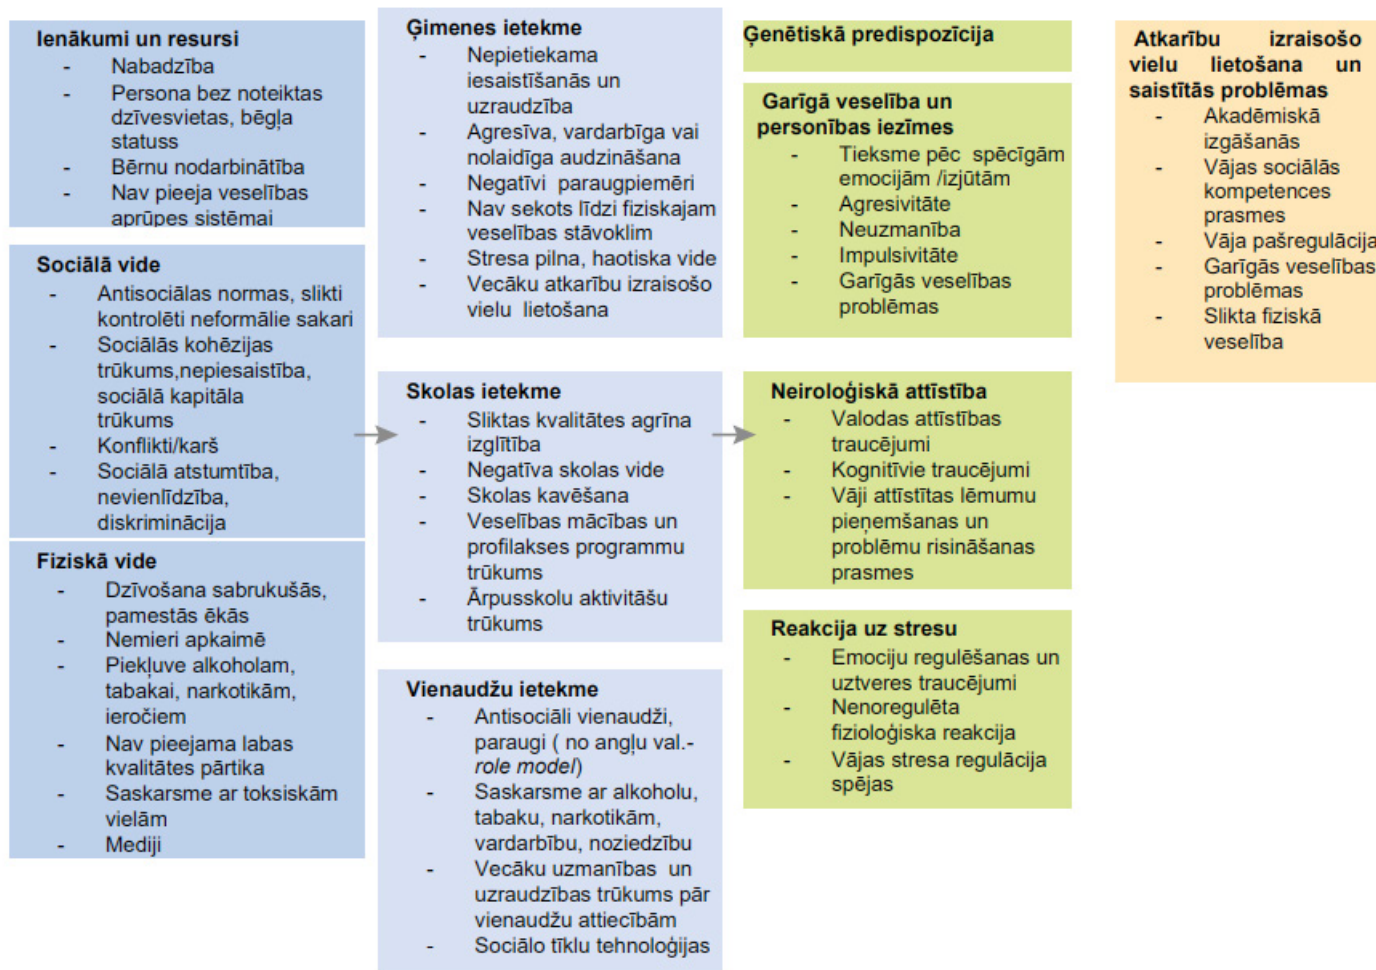 Ienākumi un resursi
- Nabadzība
- Persona bez noteiktas
dzīvesvietas, bēgļa
statuss
- Bērnu nodarbinātība
- Nav pieeja veselības
aprūpes sistēmai
Sociālā vide
- Antisociālas normas, slikti
kontrolēti neformālie sakari
- Sociālās kohēzijas
trūkums,nepiesaistība,
sociālā kapitāla
trūkums
- Konflikti/karš
- Sociālā atstumtība,
nevienlīdzība,
diskriminācija
Fiziskā vide
- Dzīvošana sabrukušās,
pamestās ēkās
- Nemieri apkaimē
- Piekļuve alkoholam,
tabakai, narkotikām,
ieročiem
- Nav pieejama labas
kvalitātes pārtika
- Saskarsme ar toksiskām
vielām
- Mediji
Ģimenes ietekme
- Nepietiekama
iesaistīšanās un
uzraudzība
- Agresīva, vardarbīga vai
nolaidīga audzināšana
- Negatīvi paraugpiemēri
- Nav sekots līdzi fiziskajam
veselības stāvoklim
- Stresa pilna, haotiska vide
- Vecāku atkarību izraisošo
vielu lietošana
Skolas ietekme
- Sliktas kvalitātes agrīna
izglītība
- Negatīva skolas vide
- Skolas kavēšana
- Veselības mācības un
profilakses programmu
trūkums
- Ārpusskolu aktivitāšu
trūkums
Vienaudžu ietekme
- Antisociāli vienaudži,
paraugi ( no angļu val.-
role model)
- Saskarsme ar alkoholu,
tabaku, narkotikām,
vardarbību, noziedzību
- Vecāku uzmanības un
uzraudzības trūkums pār
vienaudžu attiecībām
- Sociālo tīklu tehnoloģijas
Ģenētiskā predispozīcija
Garīgā veselība un
personības iezīmes
- Tieksme pēc spēcīgām
emocijām /izjūtām
- Agresivitāte
- Neuzmanība
- Impulsivitāte
- Garīgās veselības
problēmas
Neiroloģiskā attīstība
- Valodas attīstības
traucējumi
- Kognitīvie traucējumi
- Vāji attīstītas lēmumu
pieņemšanas un
problēmu risināšanas
prasmes
Reakcija uz stresu
- Emociju regulēšanas un
uztveres traucējumi
- Nenoregulēta
fizioloģiska reakcija
- Vājas stresa regulācija
spējas
Atkarību izraisošo
vielu lietošana un
saistītās problēmas
- Akadēmiskā
izgāšanās
- Vājas sociālās
kompetences
prasmes
- Vāja pašregulācija
- Garīgās veselības
problēmas
- Slikta fiziskā
veselība